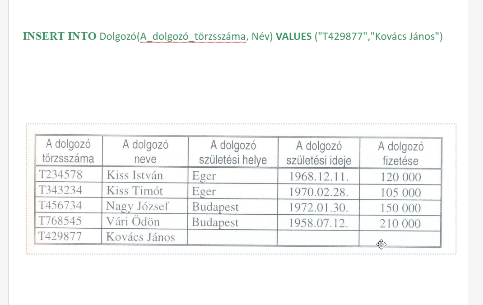 INSERT INTO Dolgozó(A_dolgozó_törzsszáma, Név) VALUES ("T429877","Kovács János")
A dolgozó törzsszáma A dolgozó neve A dolgozó születési helye A dolgozó születési ideje A dolgozó fizetése
T234578 Kiss István Eger 1968.12.11. 120 000
T343234 Kiss Timót Eger 1970.02.28. 105 000
T456734 Nagy József Budapest 1972.01.30. 150 000
T768545 Vári Ödön Budapest 1958.07.12. 210 000
T429877 Kovács János